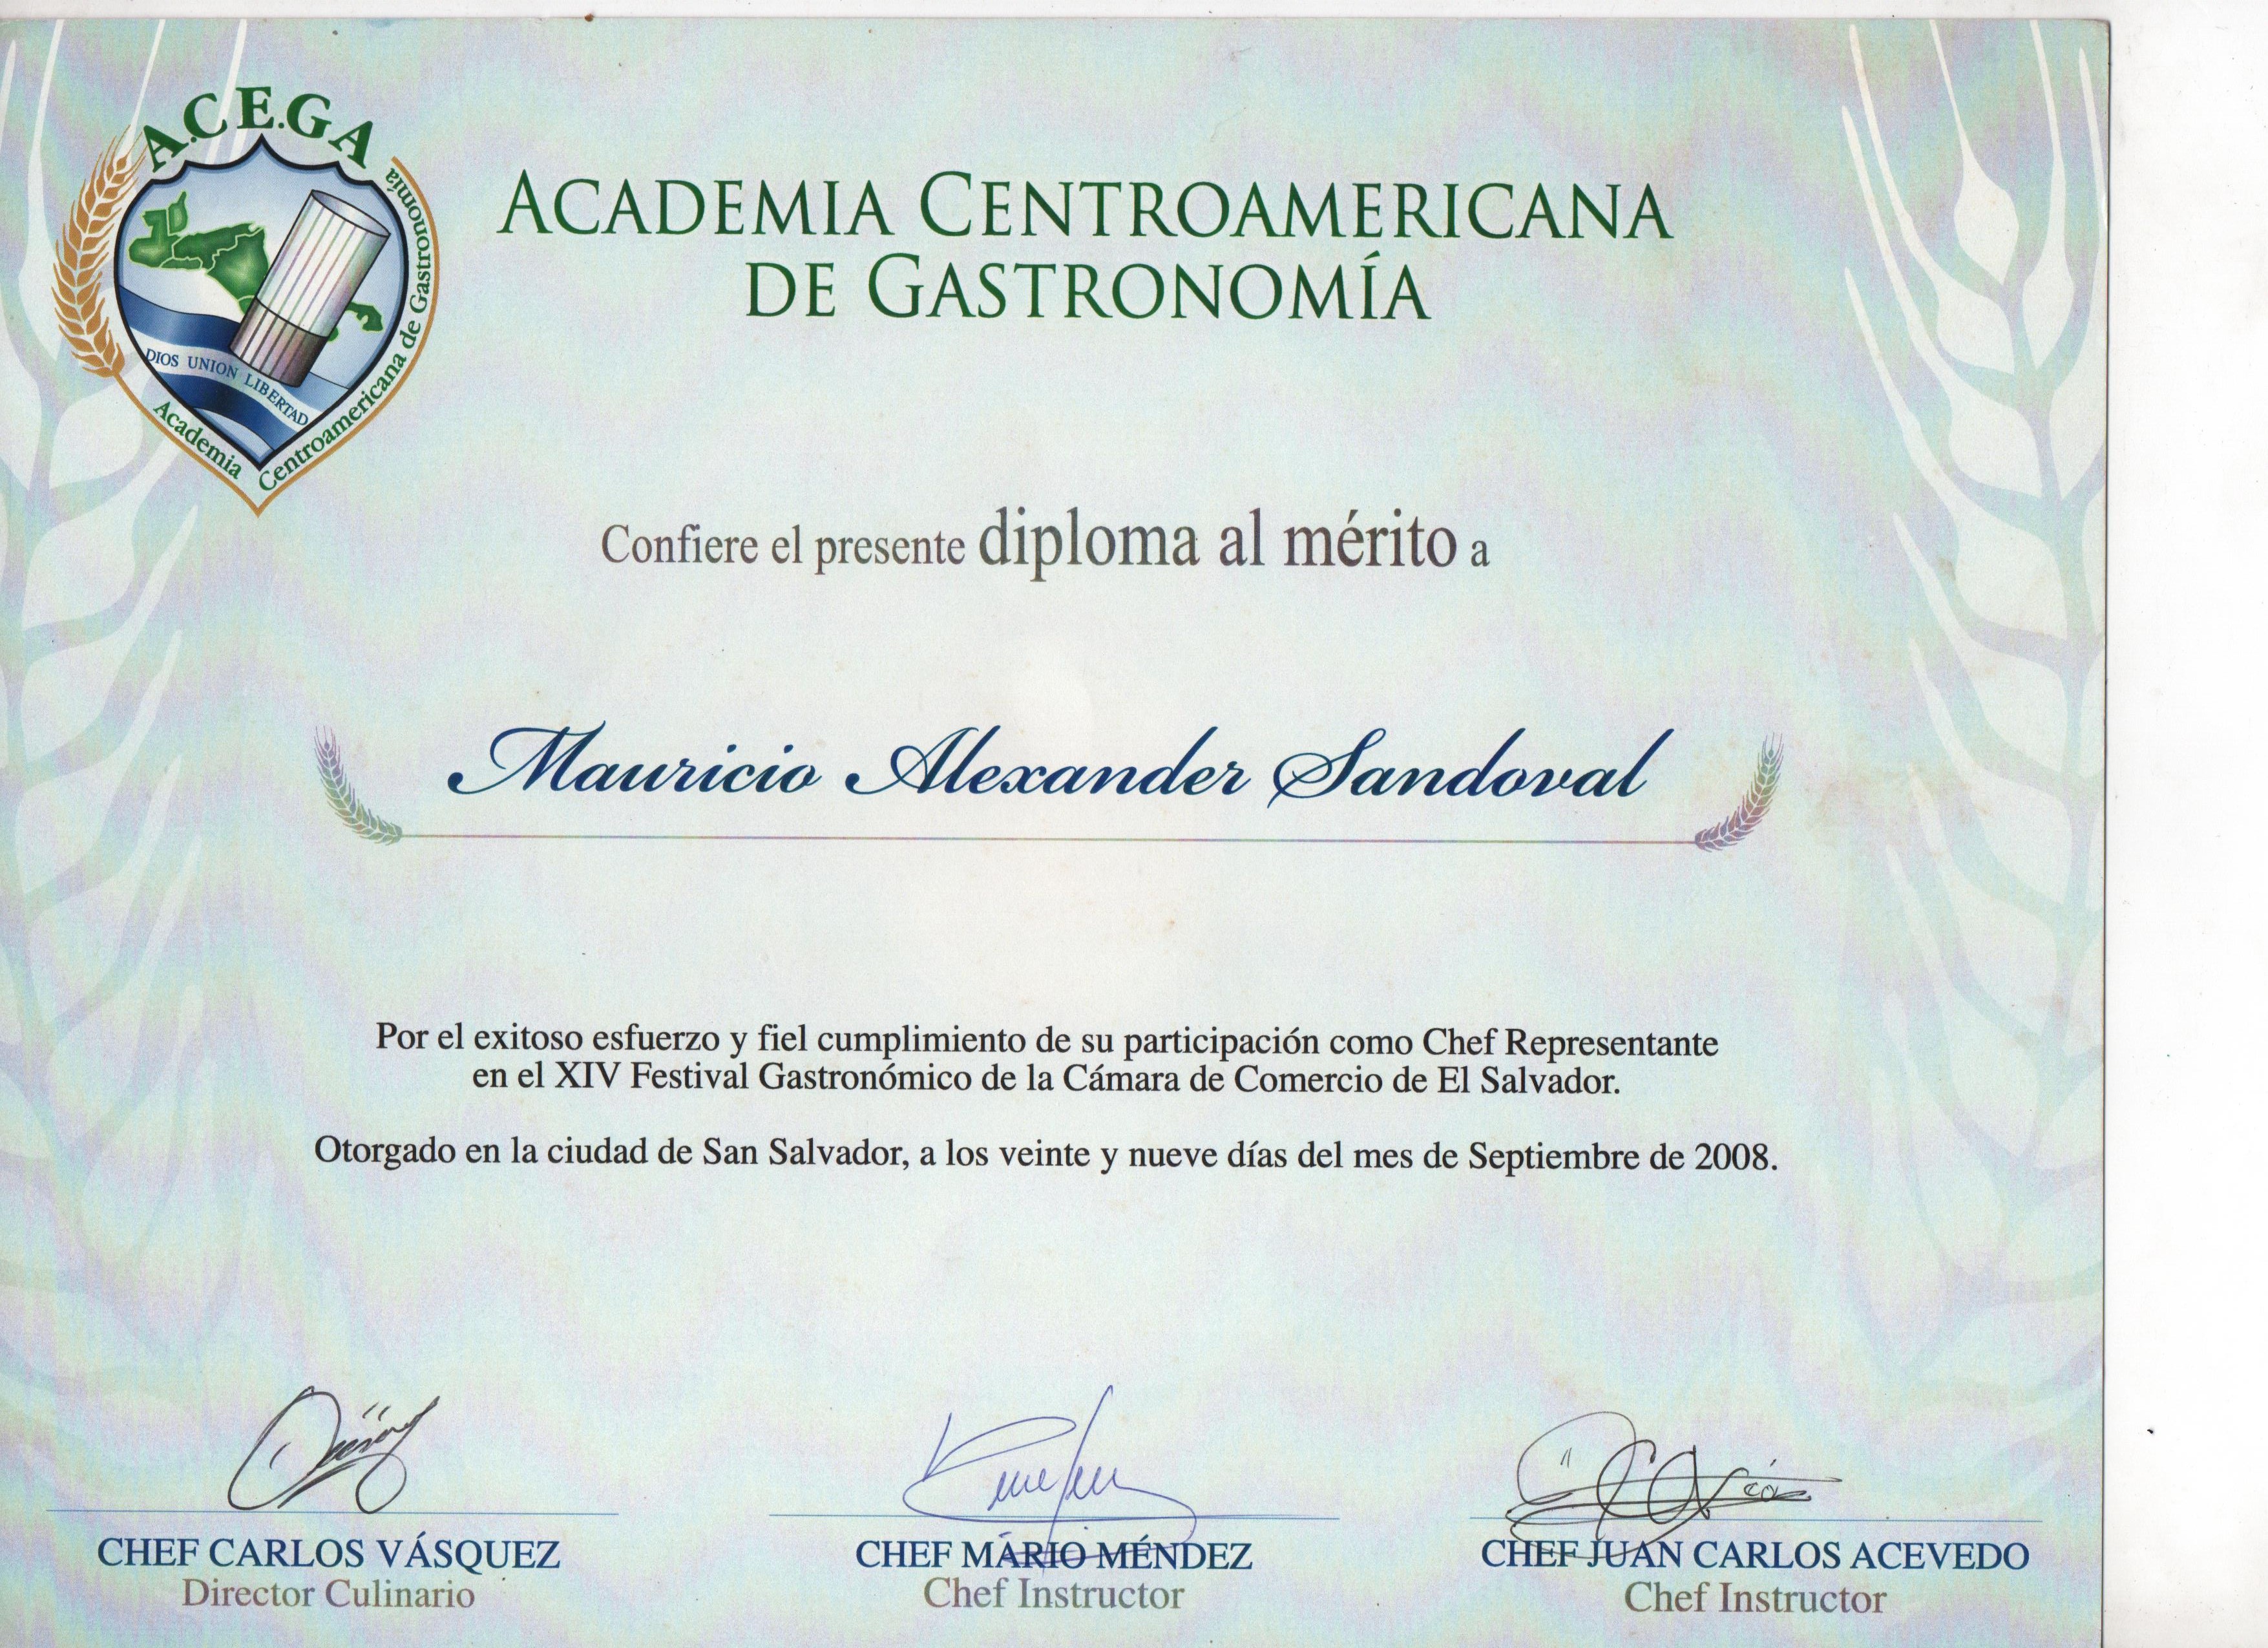 A.C.E.G.A
DIOS UNION LIBERTAD
Academia Centroamericana de Gastronomía
ACADEMIA CENTROAMERICANA
DE GASTRONOMÍA
Confiere el presente diploma al mérito a
Mauricio Alexander Sandoval
Por el exitoso esfuerzo y fiel cumplimiento de su participación como Chef Representante
en el XIV Festival Gastronómico de la Cámara de Comercio de El Salvador.
Otorgado en la ciudad de San Salvador, a los veinte y nueve días del mes de Septiembre de 2008.
CHEF CARLOS VÁSQUEZ
Director Culinario
CHEF MARIO MÉNDEZ
Chef Instructor
CHEF JUAN CARLOS ACEVEDO
Chef Instructor